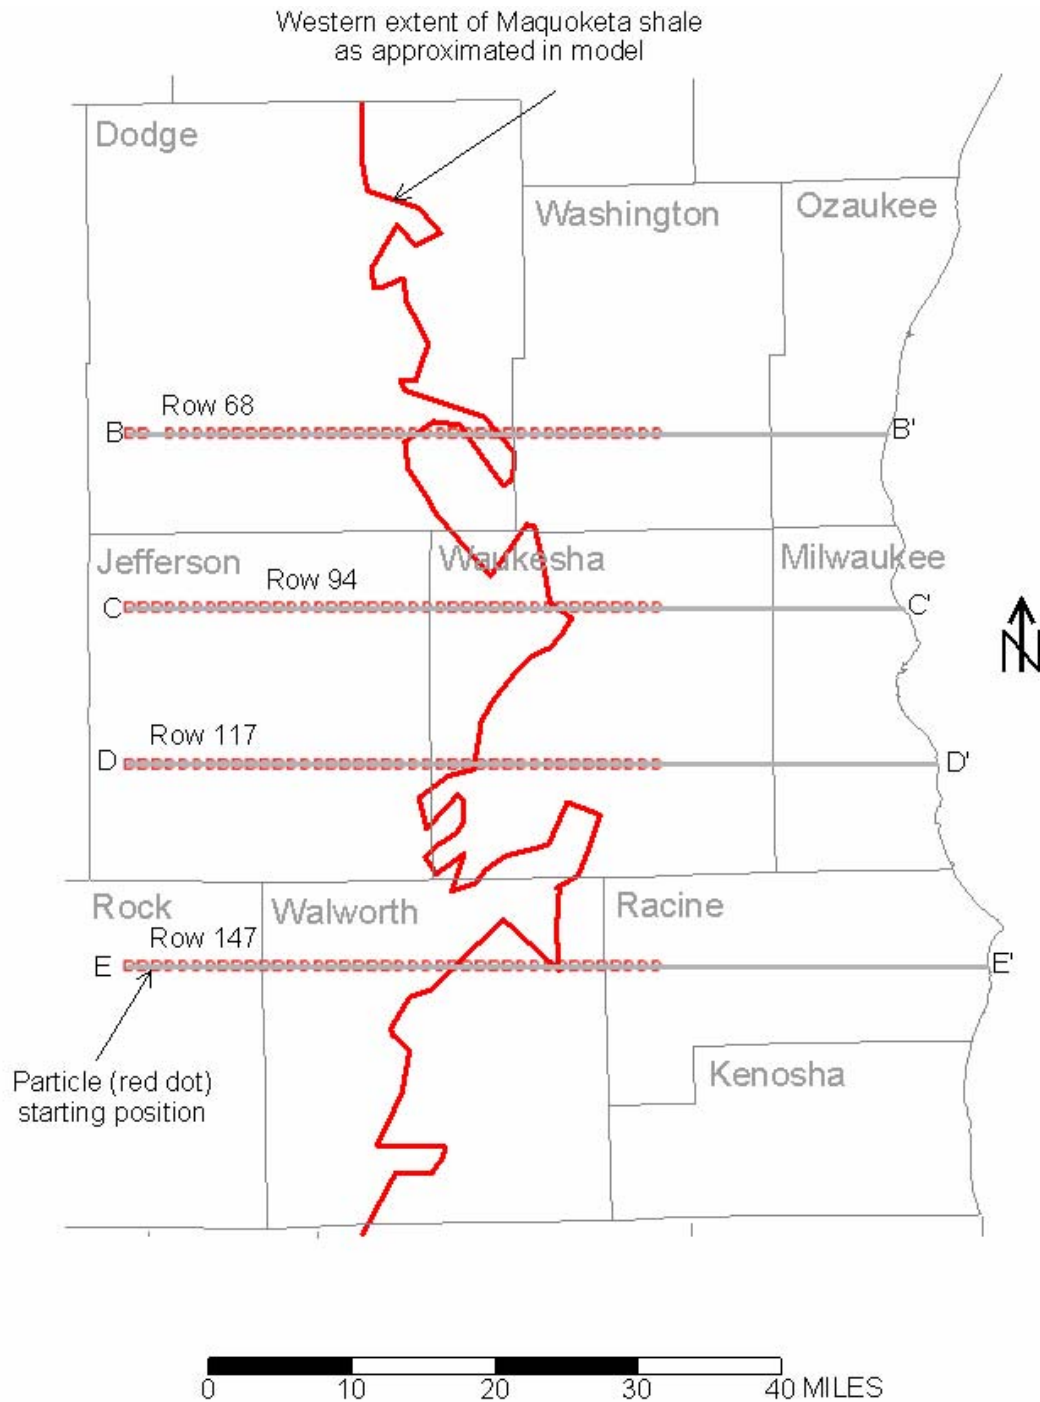 Western extent of Maquoketa shale
as approximated in model
Dodge
Washington
Ozaukee
Row 68
B
B'
Jefferson
Waukesha
Milwaukee
Row 94
C
C'
N
Row 117
D
D'
Rock
Walworth
Racine
Row 147
E
E'
Particle (red dot)
starting position
Kenosha
0 10 20 30 40 MILES